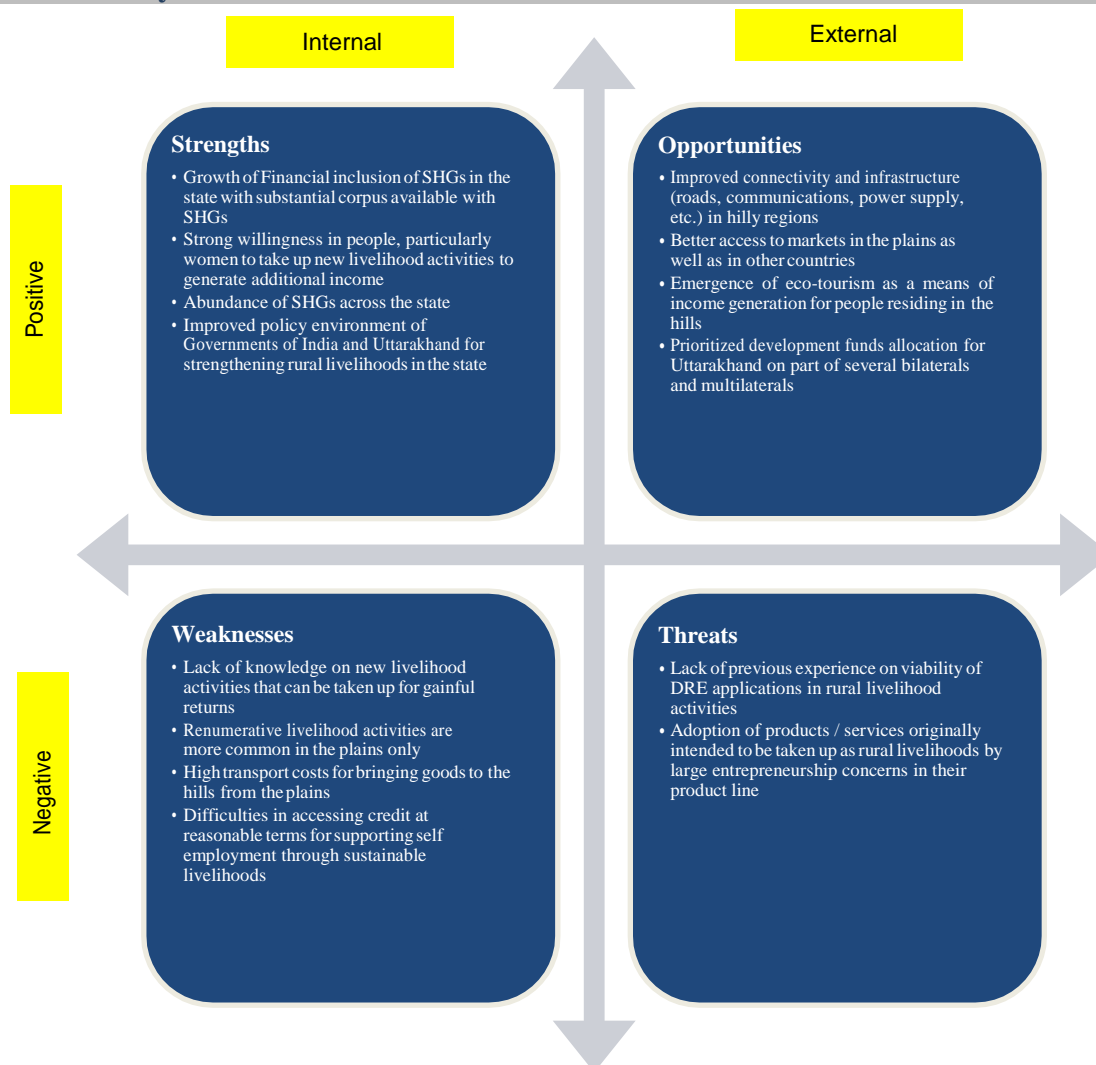 Internal
External
Positive
Strengths
• Growth of Financial inclusion of SHGs in the
state with substantial corpus available with
SHGs
• Strong willingness in people, particularly
women to take up new livelihood activities to
generate additional income
• Abundance of SHGs across the state
• Improved policy environment of
Governments of India and Uttarakhand for
strengthening rural livelihoods in the state
Opportunities
• Improved connectivity and infrastructure
(roads, communications, power supply,
etc.) in hilly regions
• Better access to markets in the plains as
well as in other countries
• Emergence of eco-tourism as a means of
income generation for people residing in the
hills
• Prioritized development funds allocation for
Uttarakhand on part of several bilaterals
and multilaterals
Negative
Weaknesses
• Lack of knowledge on new livelihood
activities that can be taken up for gainful
returns
• Renumerative livelihood activities are
more common in the plains only
• High transport costs for bringing goods to the
hills from the plains
• Difficulties in accessing credit at
reasonable terms for supporting self
employment through sustainable
livelihoods
Threats
• Lack of previous experience on viability of
DRE applications in rural livelihood
activities
• Adoption of products / services originally
intended to be taken up as rural livelihoods by
large entrepreneurship concerns in their
product line